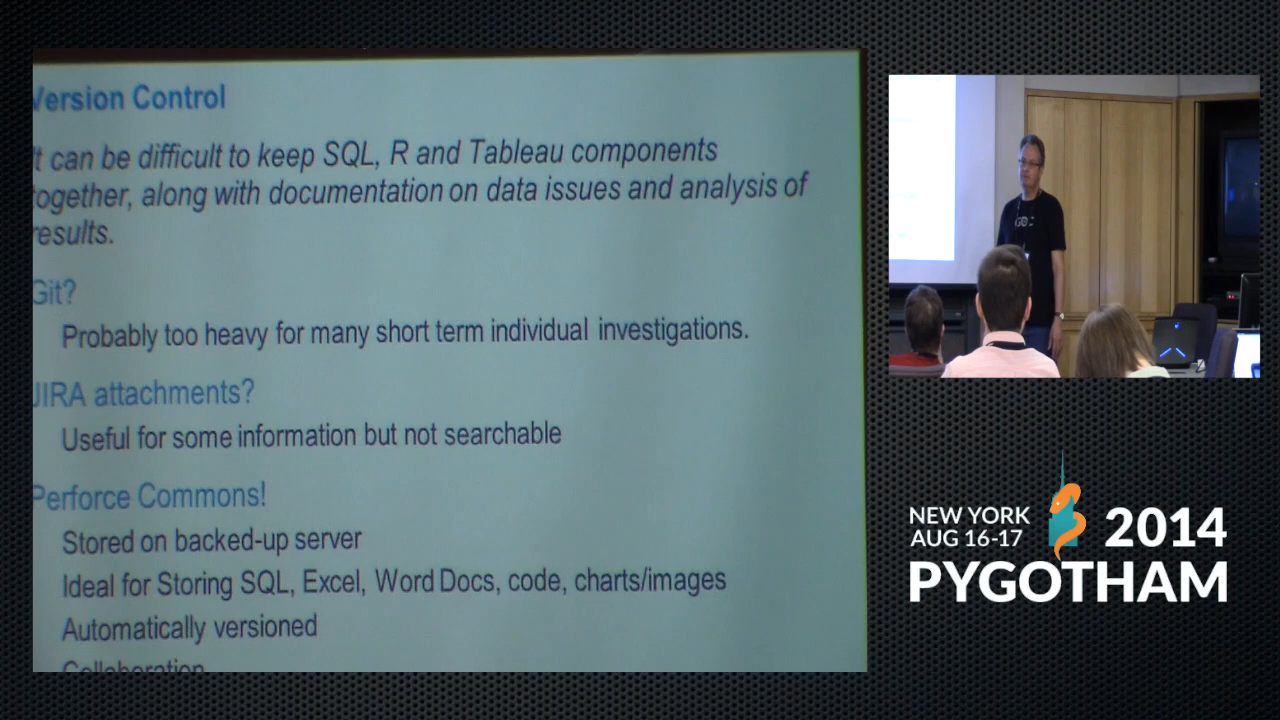 Version Control
It can be difficult to keep SQL, R and Tableau components
together, along with documentation on data issues and analysis of
results.
Git?
Probably too heavy for many short term individual investigations.
JIRA attachments?
Useful for some information but not searchable
Perforce Commons!
Stored on backed-up server
Ideal for Storing SQL, Excel, Word Docs, code, charts/images
Automatically versioned
Collaboration
NEW YORK
AUG 16-17
2014
PYGOTHAM